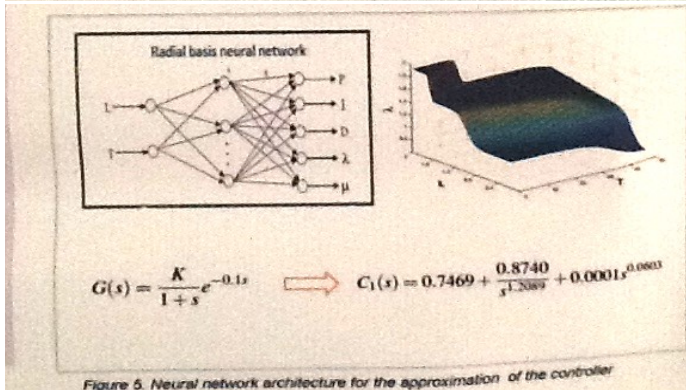 Radial basis neural network
L
T
P
I
D
λ
μ
λ
T
G(s) = K / (1 + s) e^{-0.1s} ⇨ C₁(s) = 0.7469 + 0.8740 / s^{1.2089} + 0.0001s^{0.0603}
Figure 5. Neural network architecture for the approximation of the controller